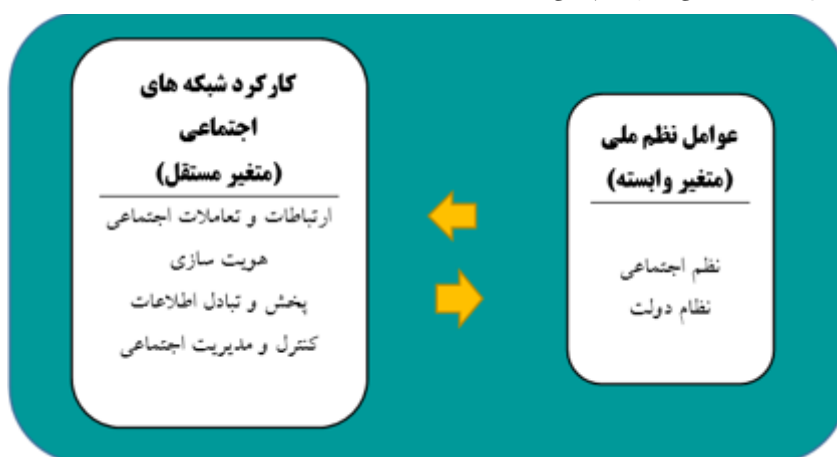 عوامل نظم ملی
(متغیر وابسته)
نظم اجتماعی
نظام دولت
کارکرد شبکه های
اجتماعی
(متغیر مستقل)
ارتباطات و تعاملات اجتماعی
هویت سازی
پخش و تبادل اطلاعات
کنترل و مدیریت اجتماعی